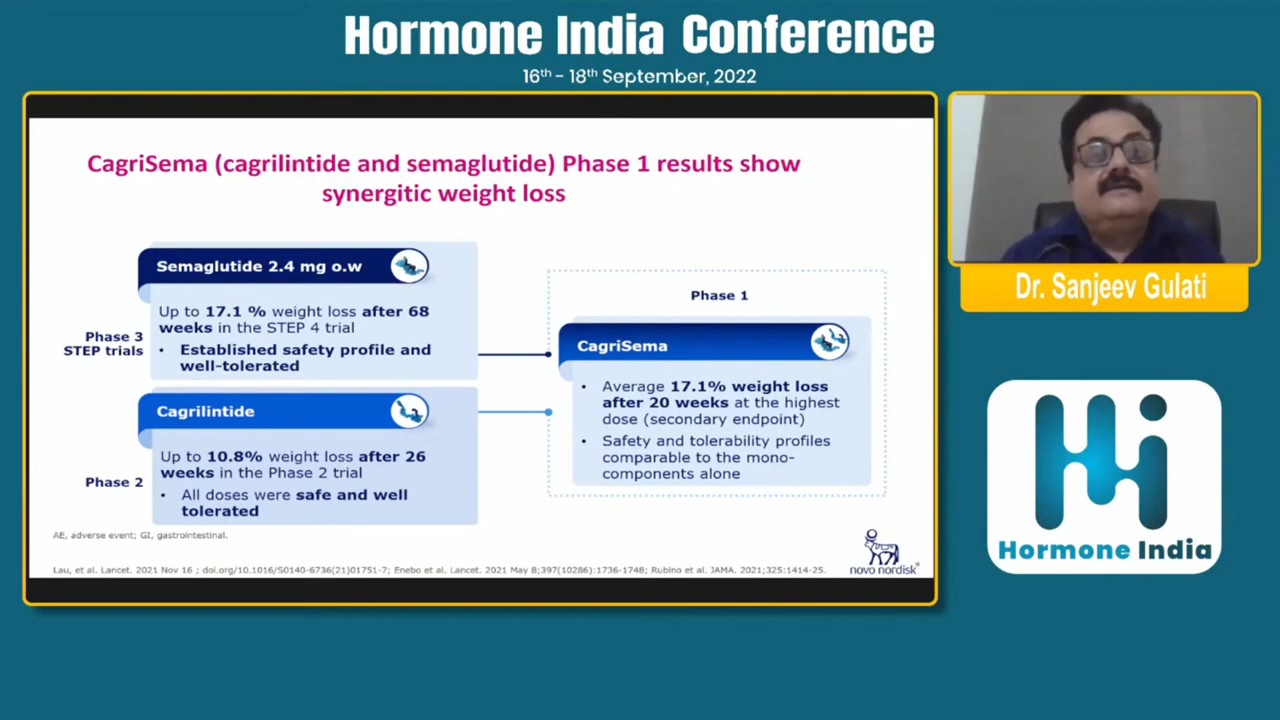 Hormone India Conference
16th – 18th September, 2022
CagriSema (cagrilintide and semaglutide) Phase 1 results show
synergitic weight loss
Semaglutide 2.4 mg o.w
Up to 17.1 % weight loss after 68
weeks in the STEP 4 trial
• Established safety profile and
well-tolerated
Phase 3
STEP trials
Cagrilintide
Up to 10.8% weight loss after 26
weeks in the Phase 2 trial
• All doses were safe and well
tolerated
Phase 2
Phase 1
CagriSema
• Average 17.1% weight loss
after 20 weeks at the highest
dose (secondary endpoint)
• Safety and tolerability profiles
comparable to the mono-
components alone
AE, adverse event; GI, gastrointestinal.
Lau, et al. Lancet. 2021 Nov 16 ; doi.org/10.1016/S0140-6736(21)01751-7; Enebo et al. Lancet. 2021 May 8;397(10286):1736-1748; Rubino et al. JAMA. 2021;325:1414-25.
novo nordisk®
Dr. Sanjeev Gulati
Hormone India